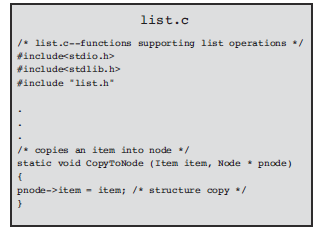 list.c
/* list.c--functions supporting list operations */
#include<stdio.h>
#include<stdlib.h>
#include "list.h"
.
.
.
/* copies an item into node */
static void CopyToNode (Item item, Node * pnode)
{
pnode->item = item; /* structure copy */
}